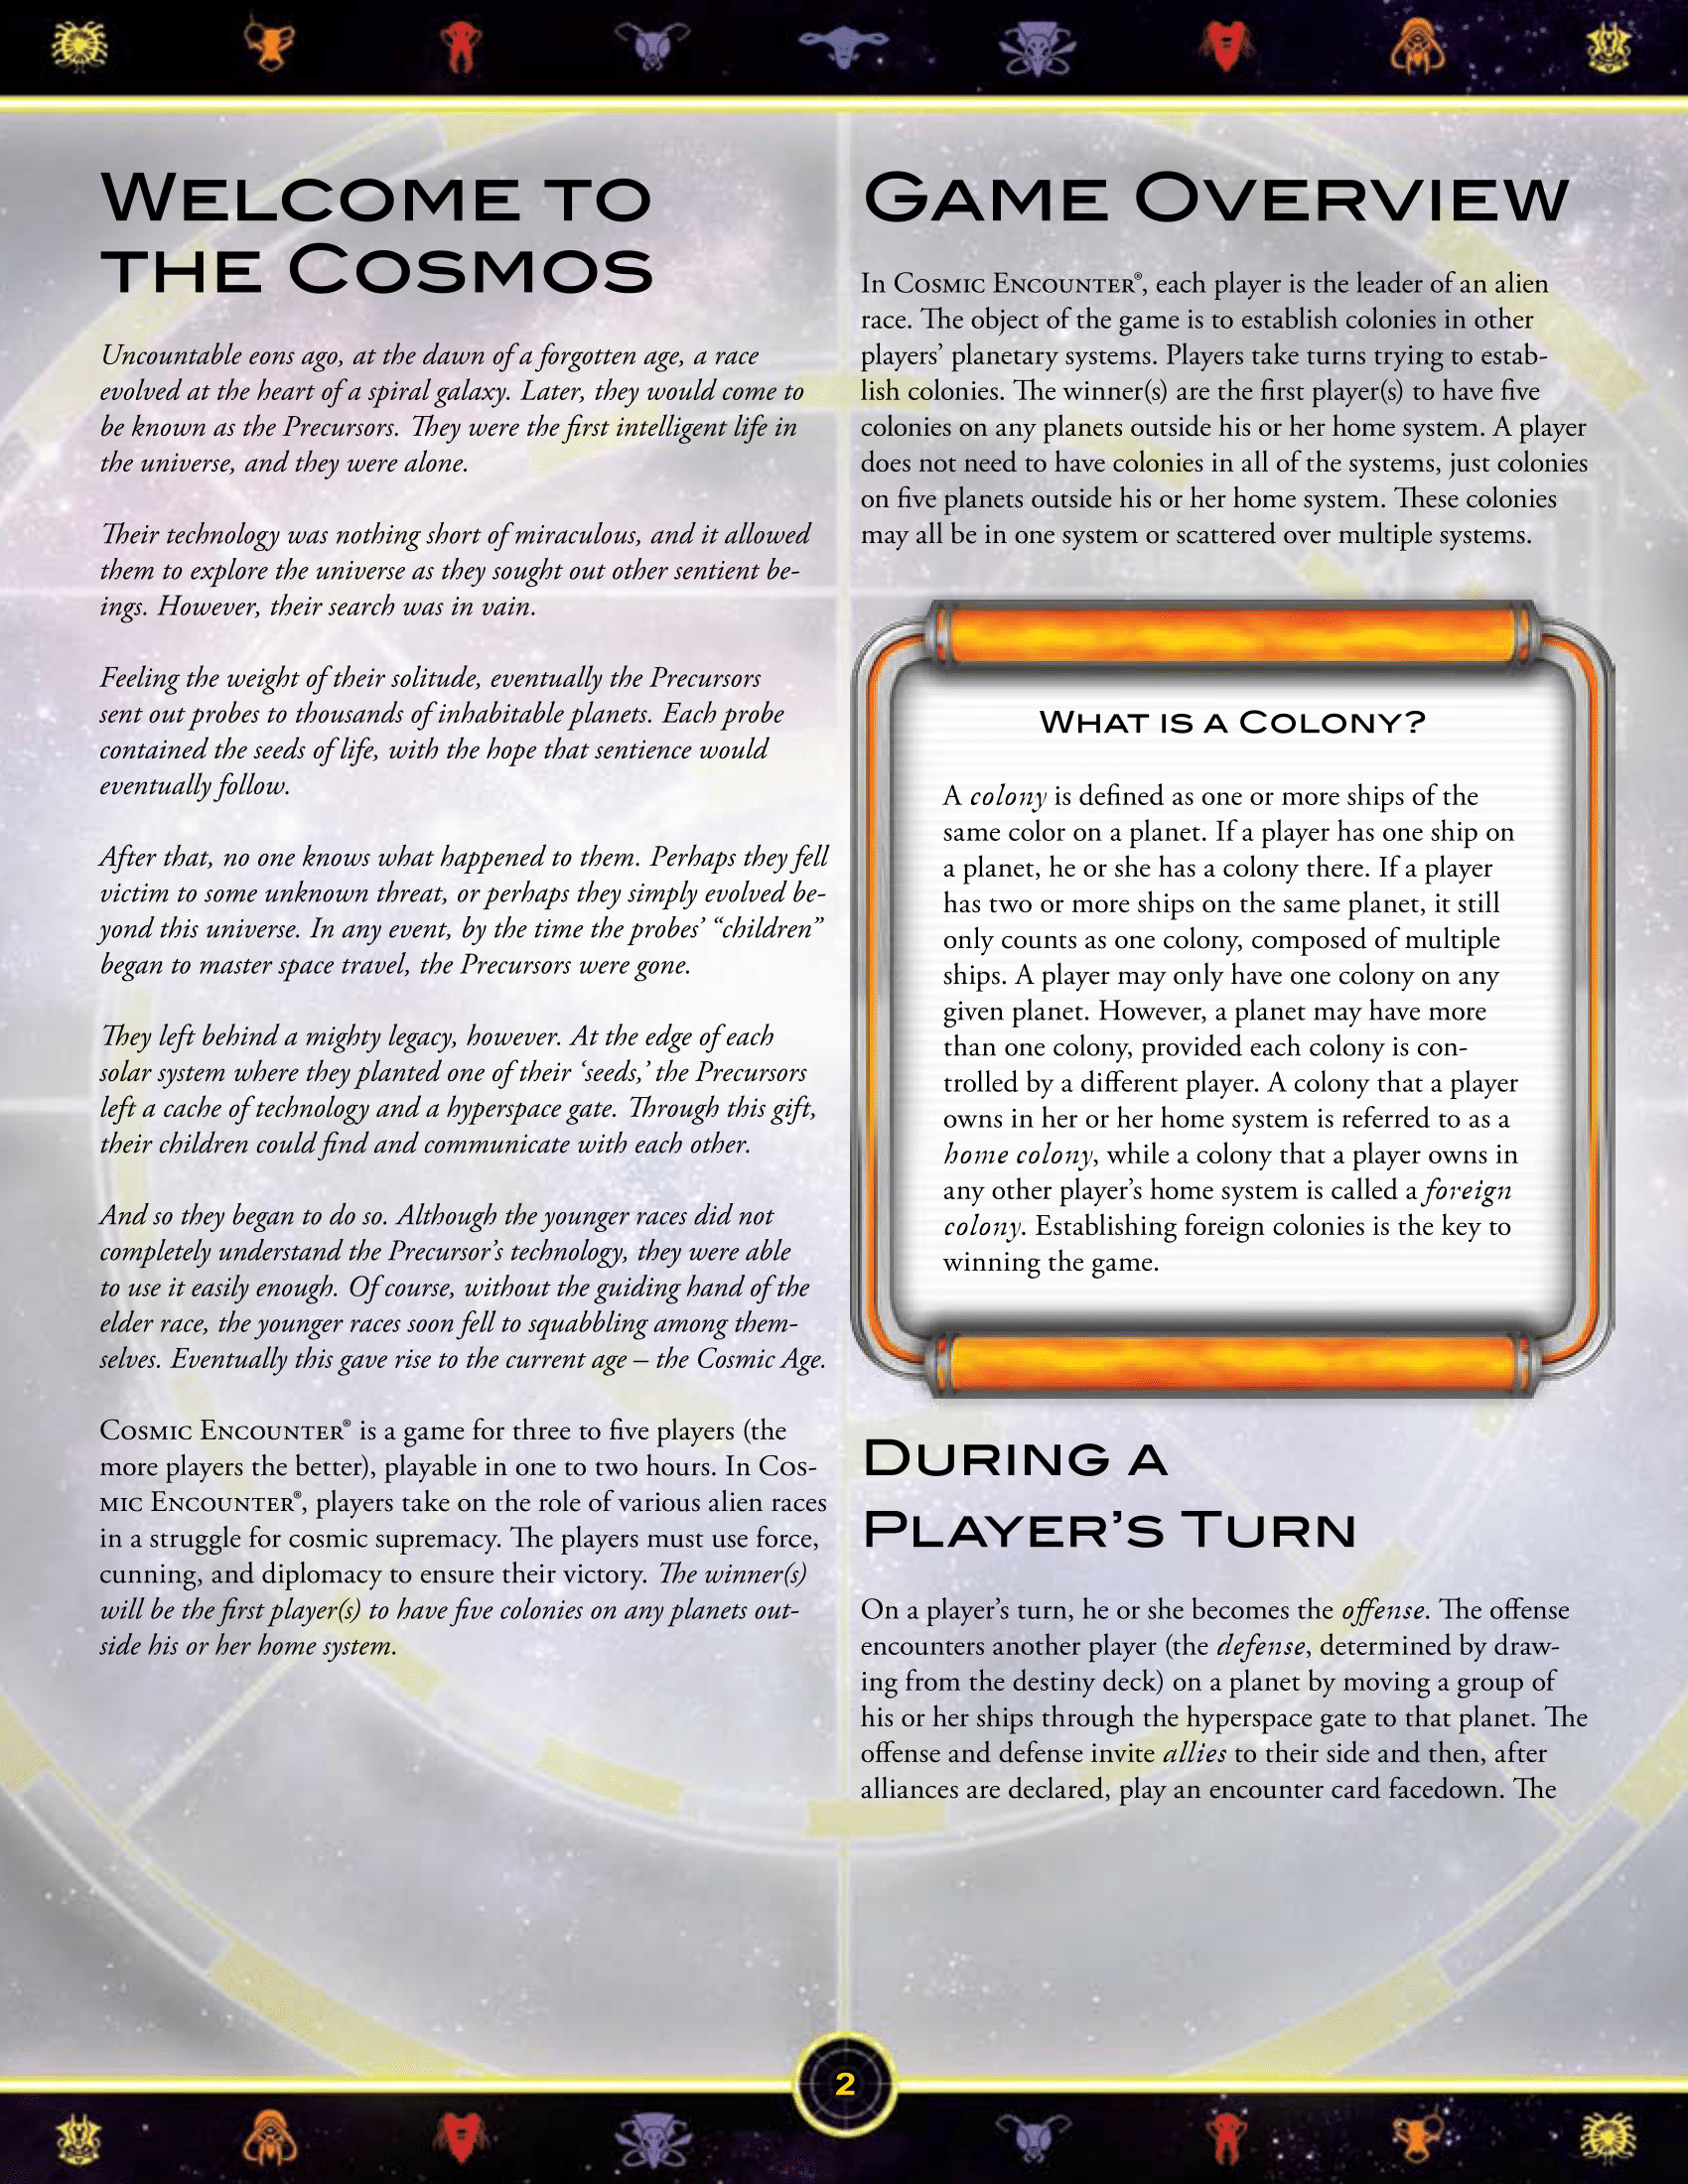 Welcome to
the Cosmos
Uncountable eons ago, at the dawn of a forgotten age, a race
evolved at the heart of a spiral galaxy. Later, they would come to
be known as the Precursors. They were the first intelligent life in
the universe, and they were alone.
Their technology was nothing short of miraculous, and it allowed
them to explore the universe as they sought out other sentient be-
ings. However, their search was in vain.
Feeling the weight of their solitude, eventually the Precursors
sent out probes to thousands of inhabitable planets. Each probe
contained the seeds of life, with the hope that sentience would
eventually follow.
After that, no one knows what happened to them. Perhaps they fell
victim to some unknown threat, or perhaps they simply evolved be-
yond this universe. In any event, by the time the probes’ “children”
began to master space travel, the Precursors were gone.
They left behind a mighty legacy, however. At the edge of each
solar system where they planted one of their ‘seeds,’ the Precursors
left a cache of technology and a hyperspace gate. Through this gift,
their children could find and communicate with each other.
And so they began to do so. Although the younger races did not
completely understand the Precursor’s technology, they were able
to use it easily enough. Of course, without the guiding hand of the
elder race, the younger races soon fell to squabbling among them-
selves. Eventually this gave rise to the current age – the Cosmic Age.
Cosmic Encounter® is a game for three to five players (the
more players the better), playable in one to two hours. In Cos-
mic Encounter®, players take on the role of various alien races
in a struggle for cosmic supremacy. The players must use force,
cunning, and diplomacy to ensure their victory. The winner(s)
will be the first player(s) to have five colonies on any planets out-
side his or her home system.
Game Overview
In Cosmic Encounter®, each player is the leader of an alien
race. The object of the game is to establish colonies in other
players’ planetary systems. Players take turns trying to estab-
lish colonies. The winner(s) are the first player(s) to have five
colonies on any planets outside his or her home system. A player
does not need to have colonies in all of the systems, just colonies
on five planets outside his or her home system. These colonies
may all be in one system or scattered over multiple systems.
What is a Colony?
A colony is defined as one or more ships of the
same color on a planet. If a player has one ship on
a planet, he or she has a colony there. If a player
has two or more ships on the same planet, it still
only counts as one colony, composed of multiple
ships. A player may only have one colony on any
given planet. However, a planet may have more
than one colony, provided each colony is con-
trolled by a different player. A colony that a player
owns in her or her home system is referred to as a
home colony, while a colony that a player owns in
any other player’s home system is called a foreign
colony. Establishing foreign colonies is the key to
winning the game.
During a
Player’s Turn
On a player’s turn, he or she becomes the offense. The offense
encounters another player (the defense, determined by draw-
ing from the destiny deck) on a planet by moving a group of
his or her ships through the hyperspace gate to that planet. The
offense and defense invite allies to their side and then, after
alliances are declared, play an encounter card facedown. The
2